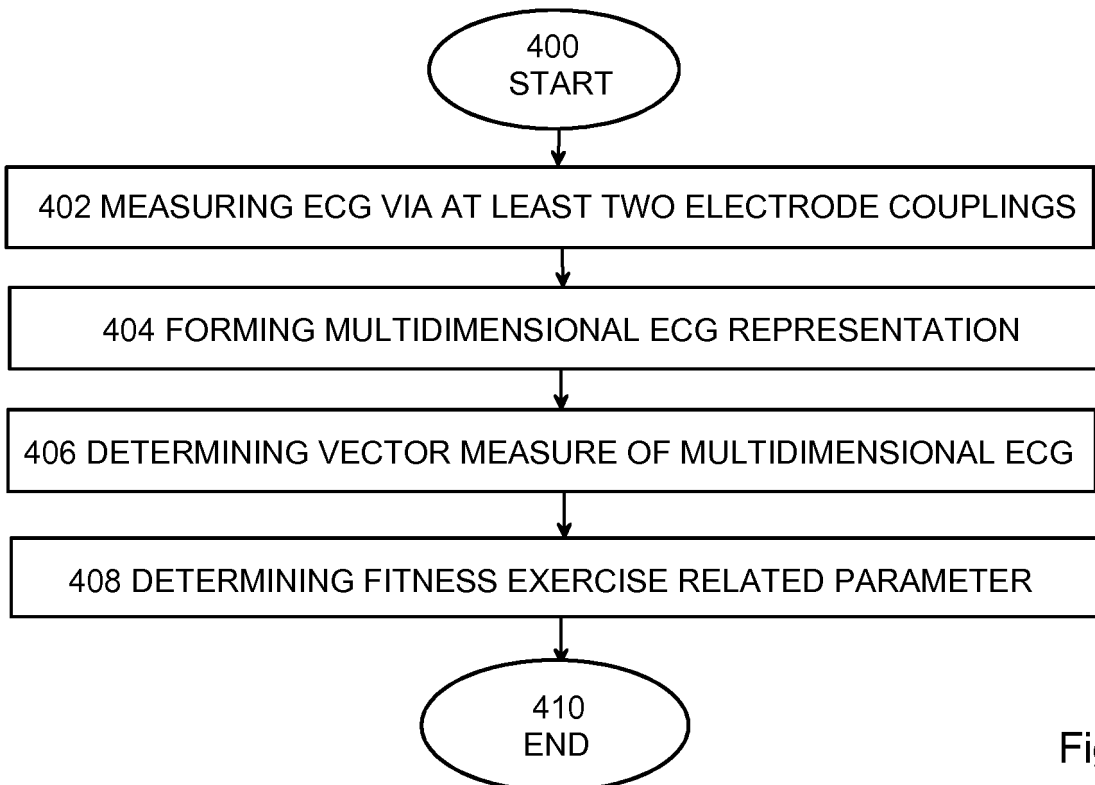 400
START
402 MEASURING ECG VIA AT LEAST TWO ELECTRODE COUPLINGS
404 FORMING MULTIDIMENSIONAL ECG REPRESENTATION
406 DETERMINING VECTOR MEASURE OF MULTIDIMENSIONAL ECG
408 DETERMINING FITNESS EXERCISE RELATED PARAMETER
410
END